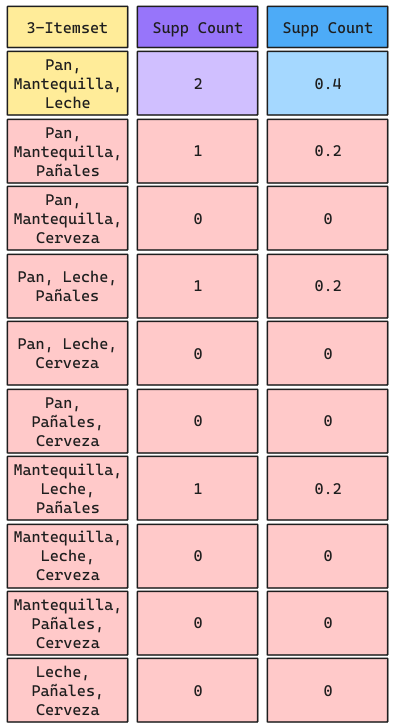 3-Itemset Supp Count Supp Count
Pan,
Mantequilla,
Leche
2 0.4
Pan,
Mantequilla,
Pañales
1 0.2
Pan,
Mantequilla,
Cerveza
0 0
Pan, Leche,
Pañales
1 0.2
Pan, Leche,
Cerveza
0 0
Pan,
Pañales,
Cerveza
0 0
Mantequilla,
Leche,
Pañales
1 0.2
Mantequilla,
Leche,
Cerveza
0 0
Mantequilla,
Pañales,
Cerveza
0 0
Leche,
Pañales,
Cerveza
0 0